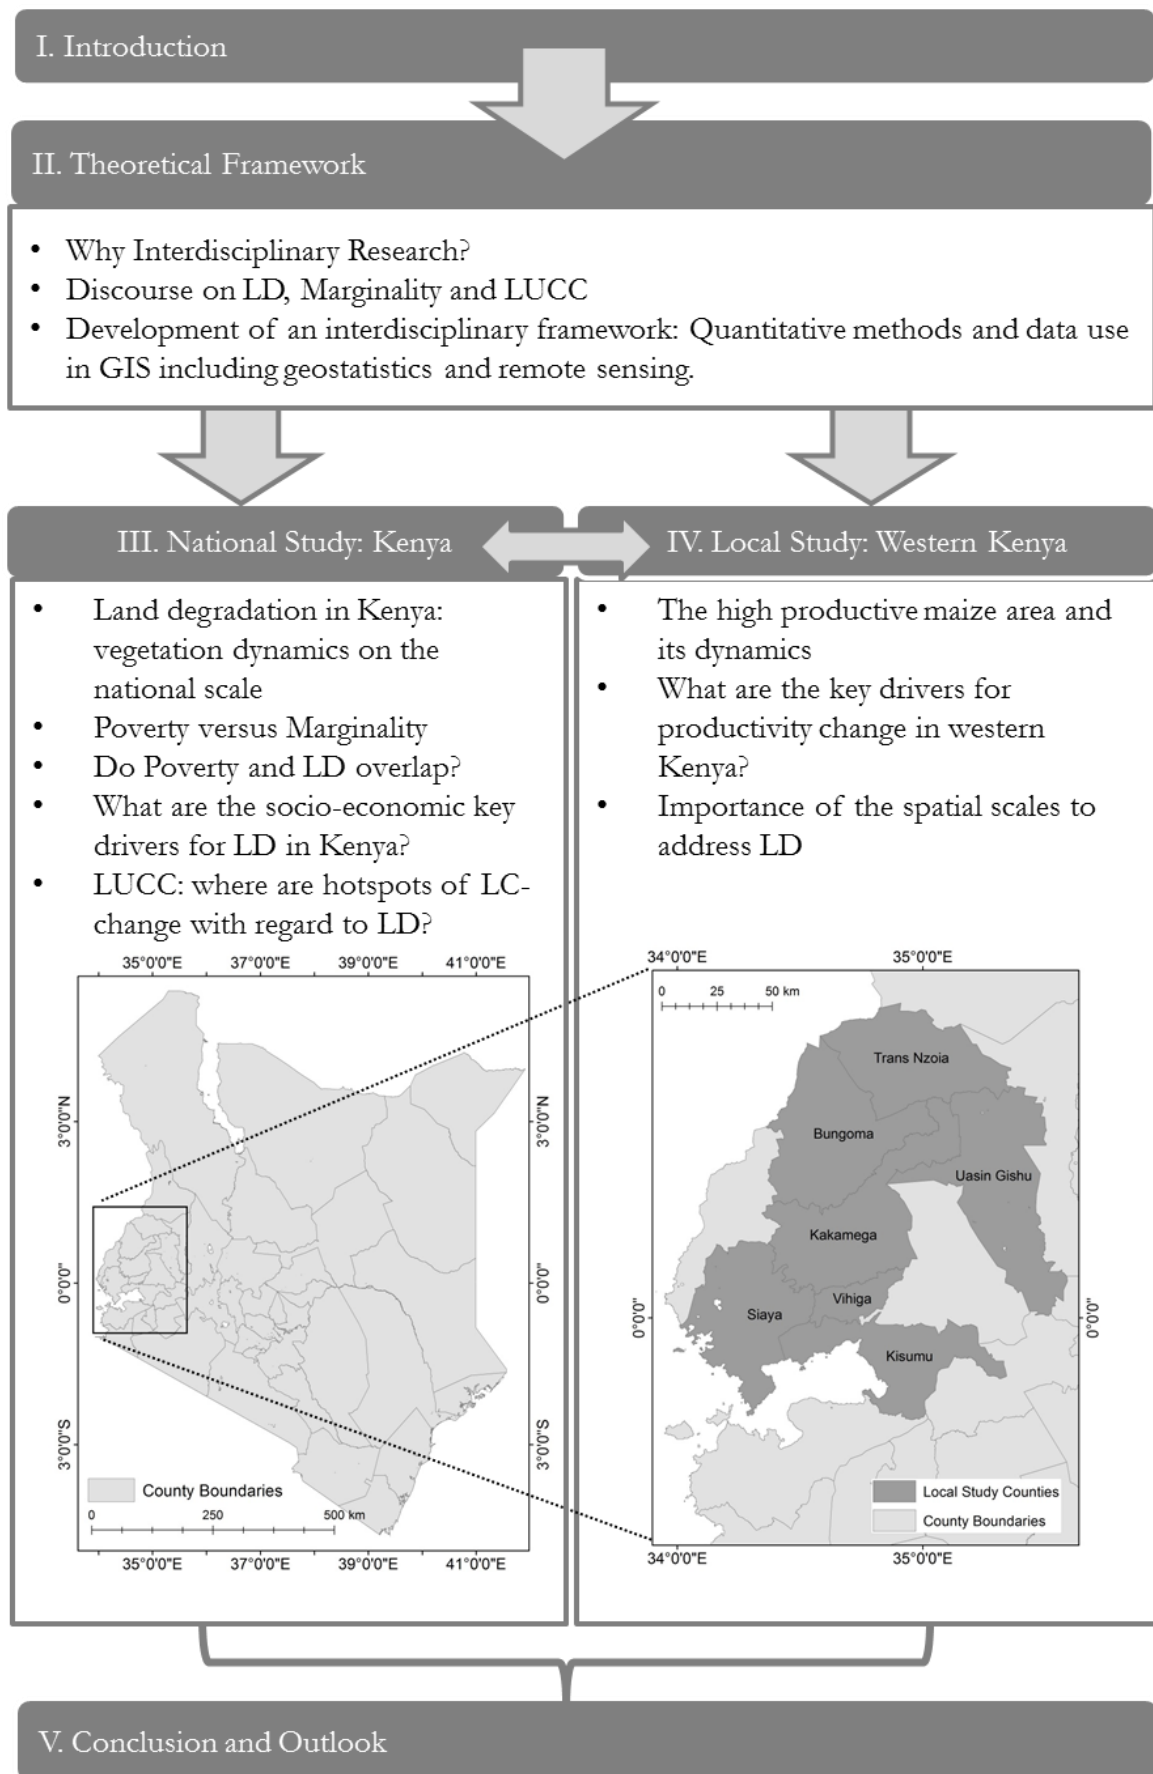 I. Introduction
II. Theoretical Framework
• Why Interdisciplinary Research?
• Discourse on LD, Marginality and LUCC
• Development of an interdisciplinary framework: Quantitative methods and data use
in GIS including geostatistics and remote sensing.
III. National Study: Kenya
• Land degradation in Kenya:
vegetation dynamics on the
national scale
• Poverty versus Marginality
• Do Poverty and LD overlap?
• What are the socio-economic key
drivers for LD in Kenya?
• LUCC: where are hotspots of LC-
change with regard to LD?
35°0'0"E 37°0'0"E 39°0'0"E 41°0'0"E
3°0'0"N 3°0'0"N
0°0'0" 0°0'0"
3°0'0"S 3°0'0"S
County Boundaries
0 250 500 km
35°0'0"E 37°0'0"E 39°0'0"E 41°0'0"E
IV. Local Study: Western Kenya
• The high productive maize area and
its dynamics
• What are the key drivers for
productivity change in western
Kenya?
• Importance of the spatial scales to
address LD
34°0'0"E 35°0'0"E
0 25 50 km
Trans Nzoia
Bungoma
Uasin Gishu
Kakamega
Vihiga
Siaya
0°0'0" 0°0'0"
Kisumu
Local Study Counties
County Boundaries
34°0'0"E 35°0'0"E
V. Conclusion and Outlook